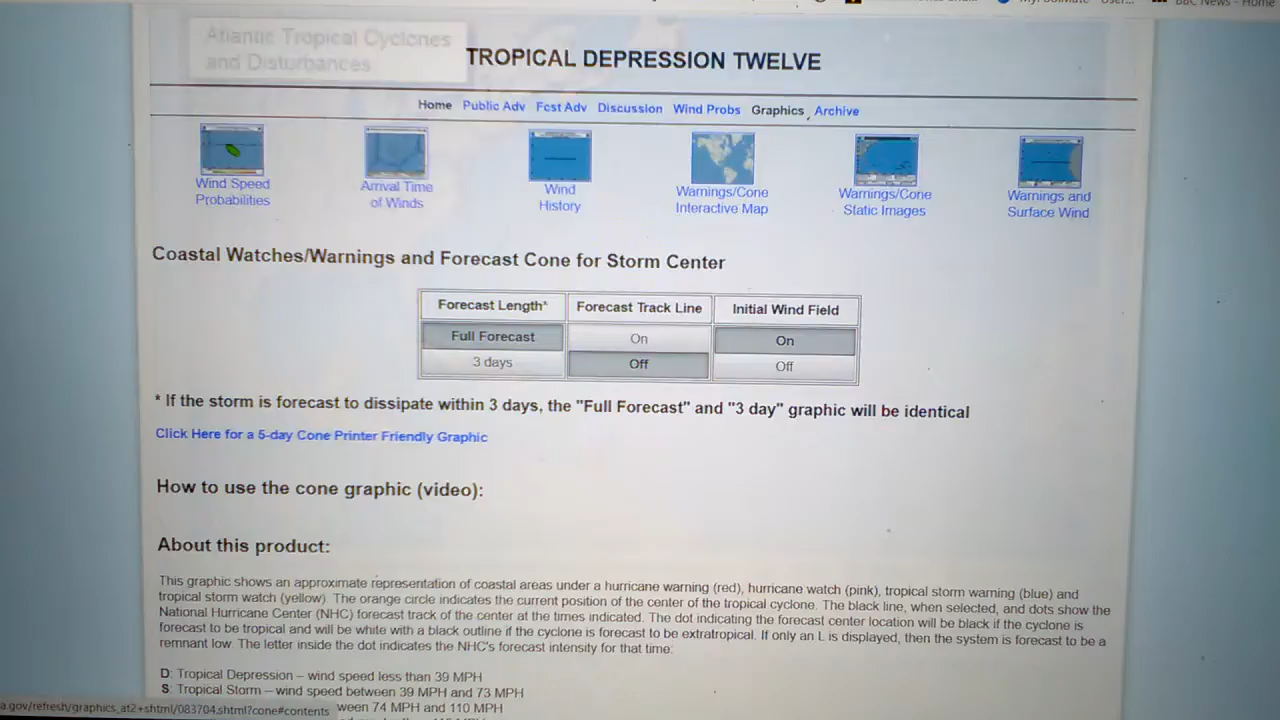 BBC News - Home
Atlantic Tropical Cyclones
and Disturbances
TROPICAL DEPRESSION TWELVE
Home Public Adv Fcst Adv Discussion Wind Probs Graphics Archive
Wind Speed
Probabilities
Arrival Time
of Winds
Wind
History
Warnings/Cone
Interactive Map
Warnings/Cone
Static Images
Warnings and
Surface Wind
Coastal Watches/Warnings and Forecast Cone for Storm Center
Forecast Length* Forecast Track Line Initial Wind Field
Full Forecast On On
3 days Off Off
* If the storm is forecast to dissipate within 3 days, the "Full Forecast" and "3 day" graphic will be identical
Click Here for a 5-day Cone Printer Friendly Graphic
How to use the cone graphic (video):
About this product:
This graphic shows an approximate representation of coastal areas under a hurricane warning (red), hurricane watch (pink), tropical storm warning (blue) and
tropical storm watch (yellow). The orange circle indicates the current position of the center of the tropical cyclone. The black line, when selected, and dots show the
National Hurricane Center (NHC) forecast track of the center at the times indicated. The dot indicating the forecast center location will be black if the cyclone is
forecast to be tropical and will be white with a black outline if the cyclone is forecast to be extratropical. If only an L is displayed, then the system is forecast to be a
remnant low. The letter inside the dot indicates the NHC's forecast intensity for that time:
D: Tropical Depression – wind speed less than 39 MPH
S: Tropical Storm – wind speed between 39 MPH and 73 MPH
a.gov/refresh/graphics_at2+shtml/083704.shtml?cone#contents ween 74 MPH and 110 MPH